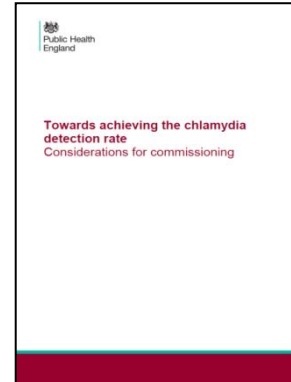 Public Health
England
Towards achieving the chlamydia
detection rate
Considerations for commissioning